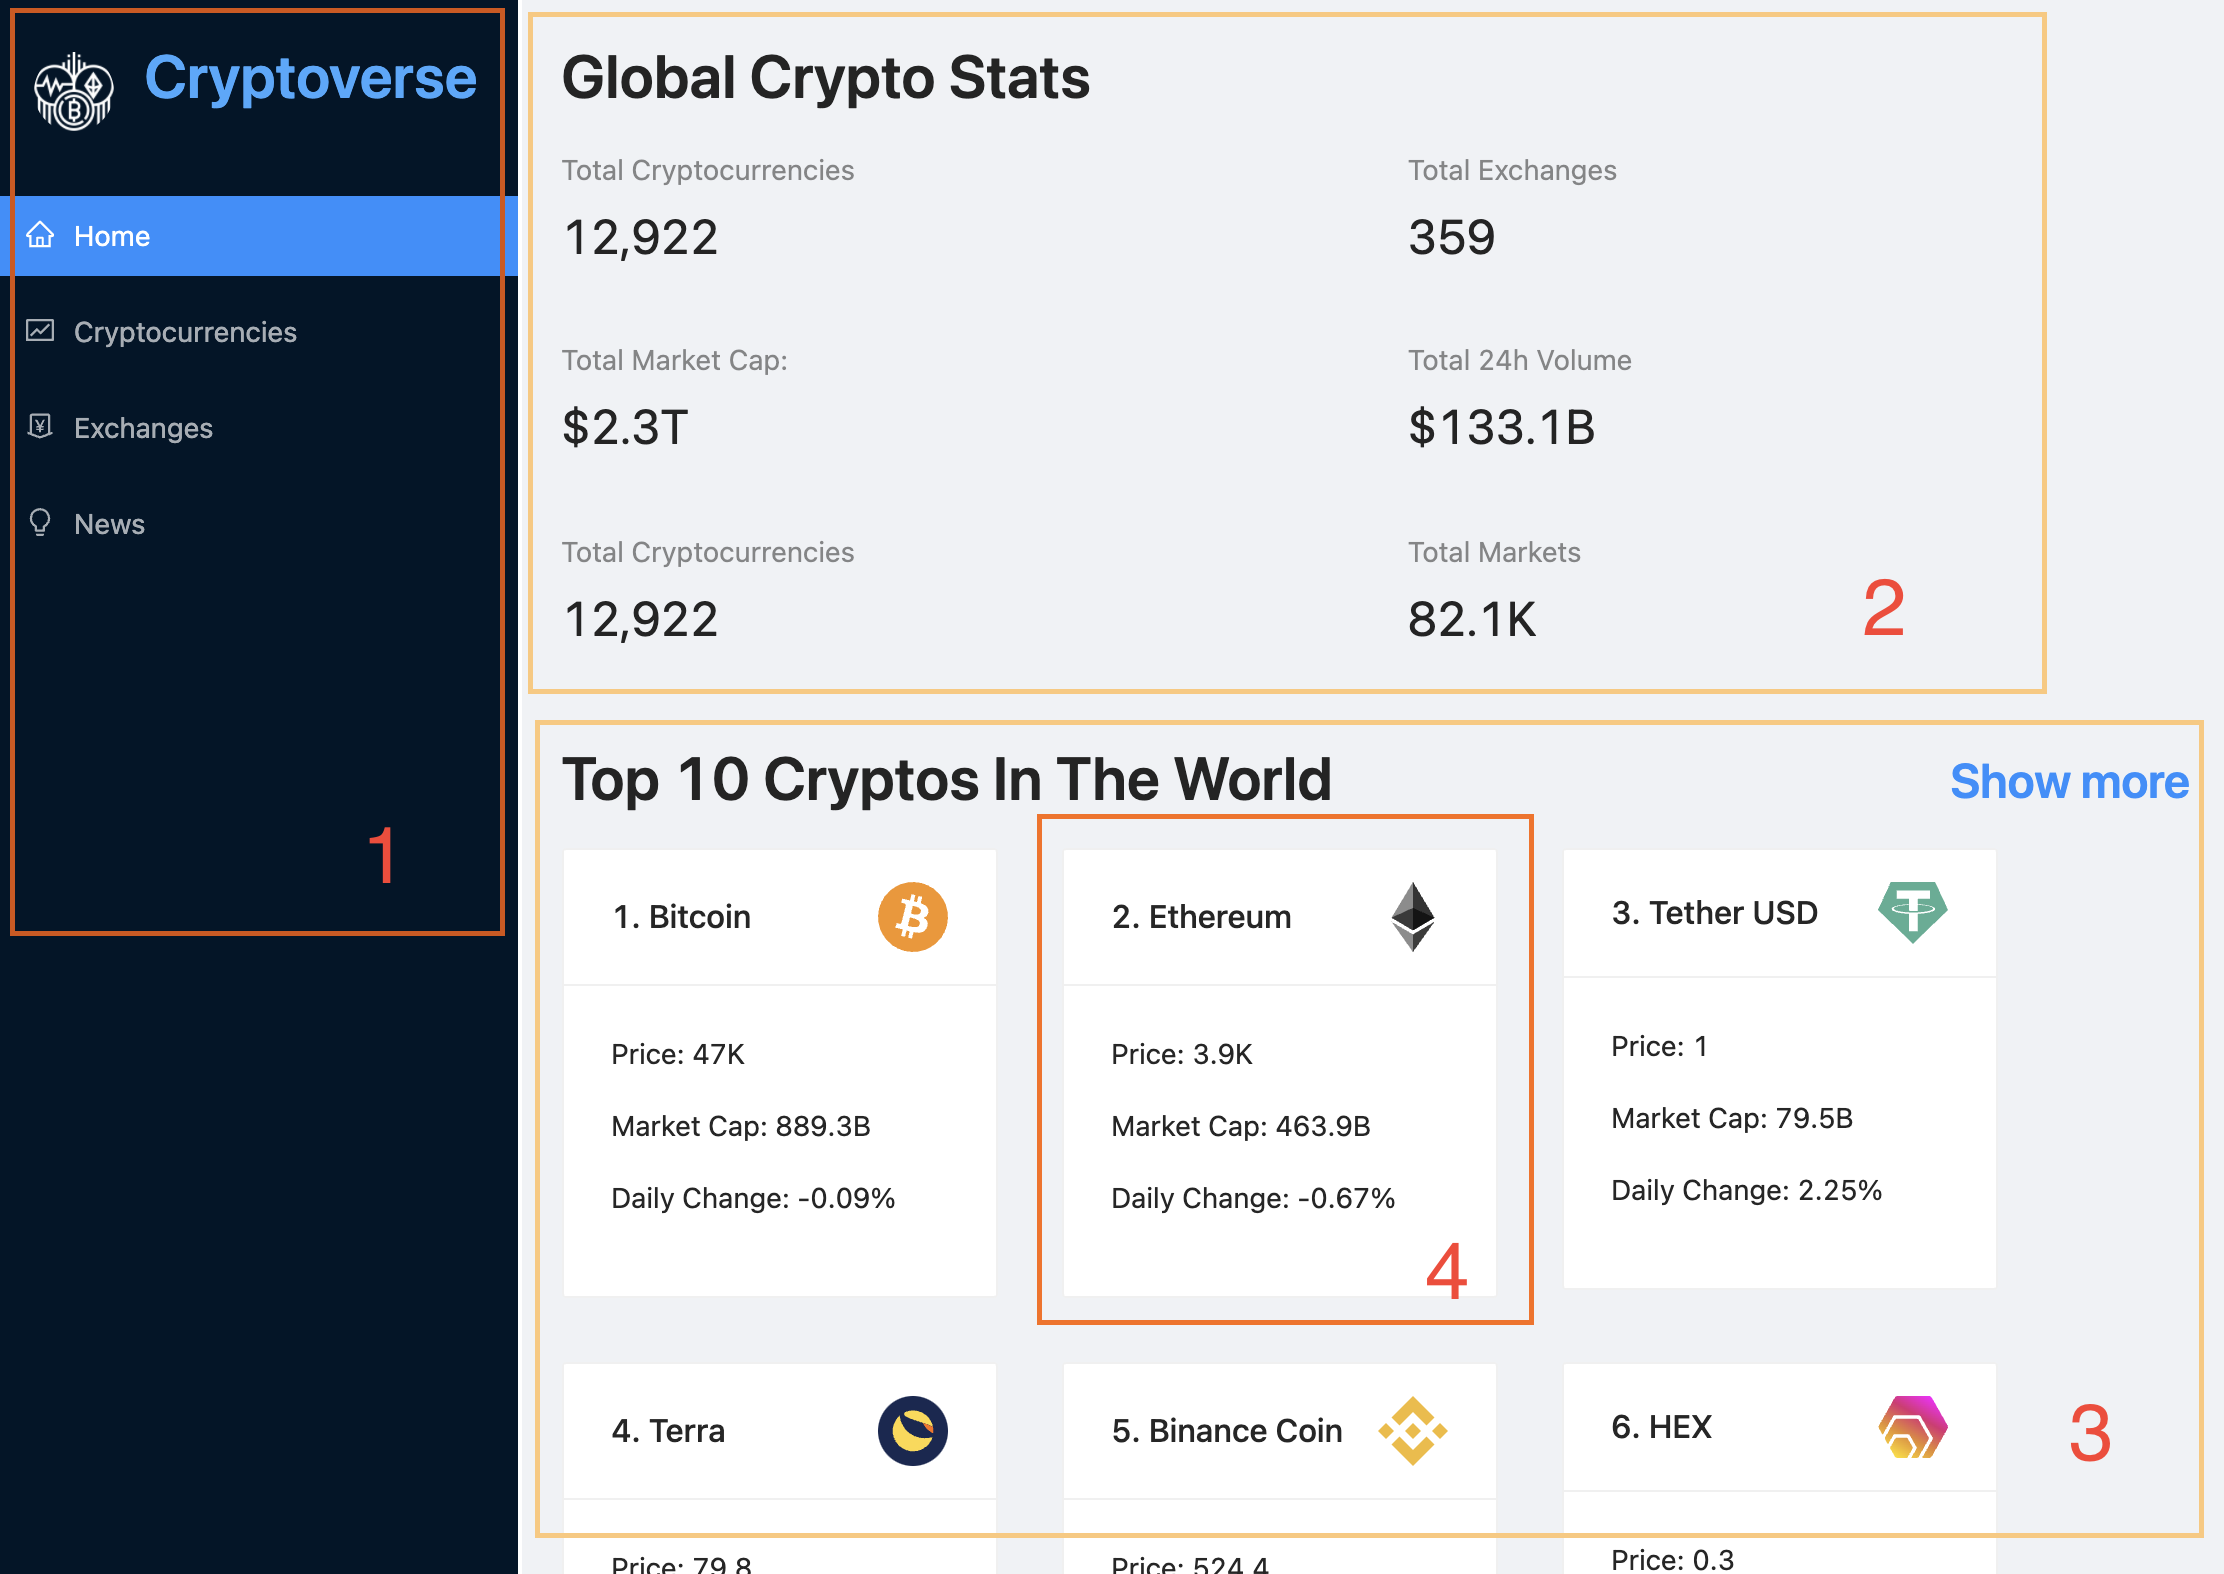 Cryptoverse
Home
Cryptocurrencies
Exchanges
News
1
Global Crypto Stats
Total Cryptocurrencies
12,922
Total Exchanges
359
Total Market Cap:
$2.3T
Total 24h Volume
$133.1B
Total Cryptocurrencies
12,922
Total Markets
82.1K
2
Top 10 Cryptos In The World
Show more
1. Bitcoin
Price: 47K
Market Cap: 889.3B
Daily Change: -0.09%
2. Ethereum
Price: 3.9K
Market Cap: 463.9B
Daily Change: -0.67%
4
3. Tether USD
Price: 1
Market Cap: 79.5B
Daily Change: 2.25%
4. Terra
Price: 79.8
5. Binance Coin
Price: 524.4
6. HEX
Price: 0.3
3